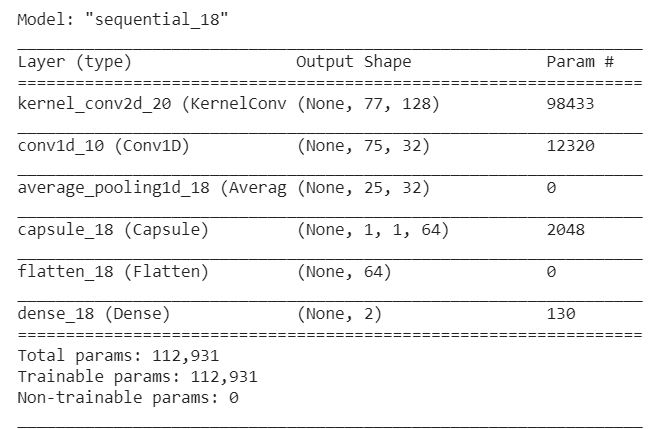 Model: "sequential_18"
Layer (type) Output Shape Param #
kernel_conv2d_20 (KernelConv (None, 77, 128) 98433
conv1d_10 (Conv1D) (None, 75, 32) 12320
average_pooling1d_18 (Averag (None, 25, 32) 0
capsule_18 (Capsule) (None, 1, 1, 64) 2048
flatten_18 (Flatten) (None, 64) 0
dense_18 (Dense) (None, 2) 130
Total params: 112,931
Trainable params: 112,931
Non-trainable params: 0